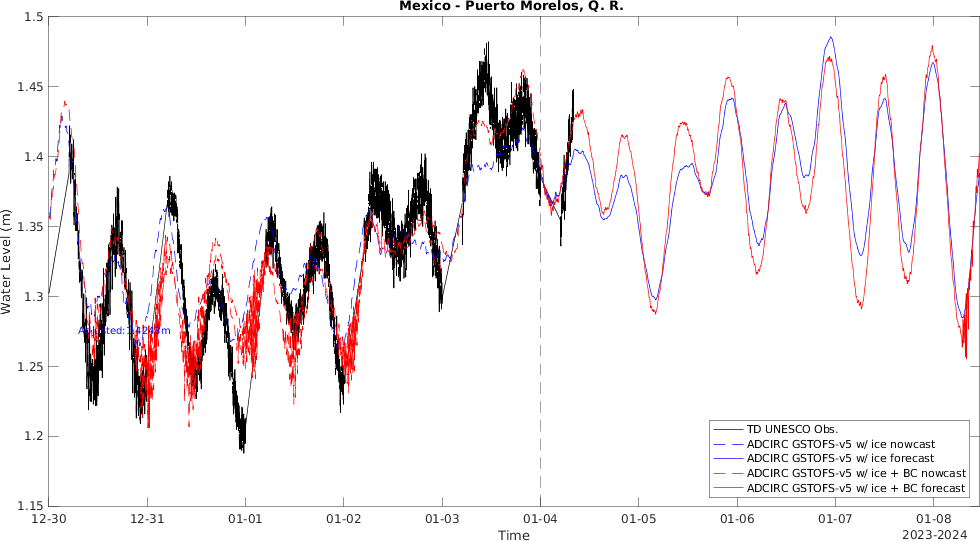 Mexico - Puerto Morelos, Q. R.
1.5
1.45
1.4
1.35
1.3
1.25
1.2
1.15
Water Level (m)
12-30
12-31
01-01
01-02
01-03
01-04
01-05
01-06
01-07
01-08
Time
2023-2024
TD UNESCO Obs.
ADCIRC GSTOFS-v5 w/ ice nowcast
ADCIRC GSTOFS-v5 w/ ice forecast
ADCIRC GSTOFS-v5 w/ ice + BC nowcast
ADCIRC GSTOFS-v5 w/ ice + BC forecast